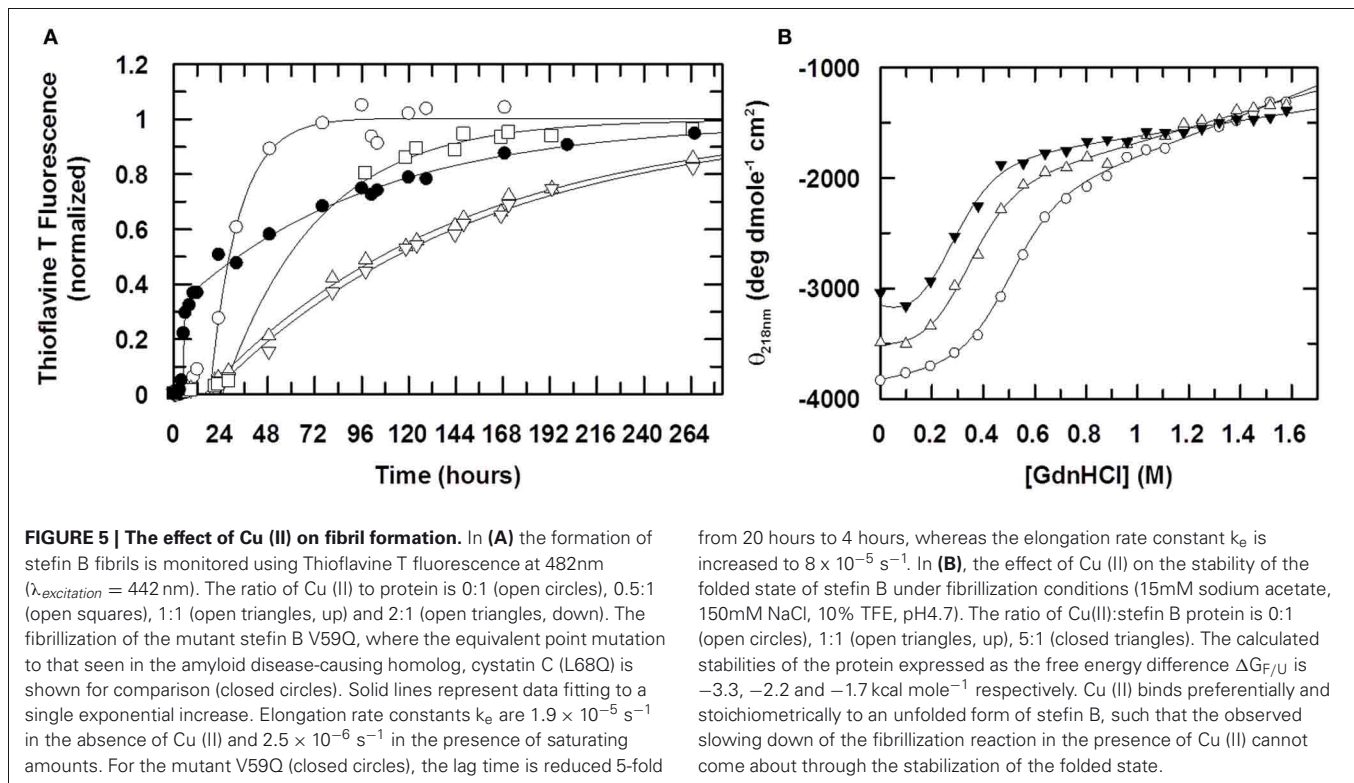 A
1.2
1
0.8
0.6
0.4
0.2
0
0 24 48 72 96 120 144 168 192 216 240 264
Time (hours)
Thioflavine T Fluorescence
(normalized)
B
-1000
-2000
-3000
-4000
0 0.2 0.4 0.6 0.8 1 1.2 1.4 1.6
[GdnHCl] (M)
θ218nm (deg dmole-1 cm2)
FIGURE 5 | The effect of Cu (II) on fibril formation. In (A) the formation of
stefin B fibrils is monitored using Thioflavine T fluorescence at 482nm
(λexcitation = 442 nm). The ratio of Cu (II) to protein is 0:1 (open circles), 0.5:1
(open squares), 1:1 (open triangles, up) and 2:1 (open triangles, down). The
fibrillization of the mutant stefin B V59Q, where the equivalent point mutation
to that seen in the amyloid disease-causing homolog, cystatin C (L68Q) is
shown for comparison (closed circles). Solid lines represent data fitting to a
single exponential increase. Elongation rate constants ke are 1.9 × 10−5 s−1
in the absence of Cu (II) and 2.5 × 10−6 s−1 in the presence of saturating
amounts. For the mutant V59Q (closed circles), the lag time is reduced 5-fold
from 20 hours to 4 hours, whereas the elongation rate constant ke is
increased to 8 x 10−5 s−1. In (B), the effect of Cu (II) on the stability of the
folded state of stefin B under fibrillization conditions (15mM sodium acetate,
150mM NaCl, 10% TFE, pH4.7). The ratio of Cu(II):stefin B protein is 0:1
(open circles), 1:1 (open triangles, up), 5:1 (closed triangles). The calculated
stabilities of the protein expressed as the free energy difference ΔGF/U is
−3.3, −2.2 and −1.7 kcal mole−1 respectively. Cu (II) binds preferentially and
stoichiometrically to an unfolded form of stefin B, such that the observed
slowing down of the fibrillization reaction in the presence of Cu (II) cannot
come about through the stabilization of the folded state.